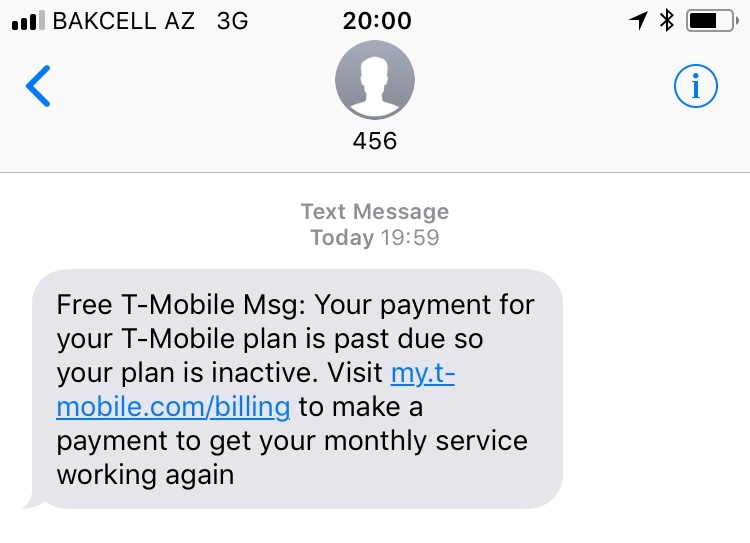 BAKCELL AZ 3G 20:00
456
Text Message
Today 19:59
Free T-Mobile Msg: Your payment for
your T-Mobile plan is past due so
your plan is inactive. Visit my.t-
mobile.com/billing to make a
payment to get your monthly service
working again